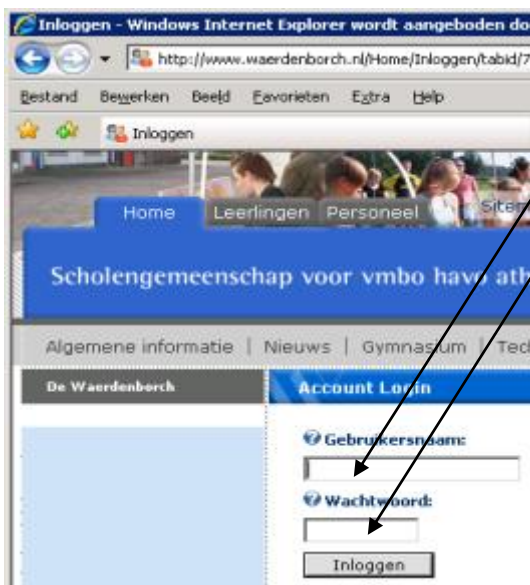 Inloggen - Windows Internet Explorer wordt aangeboden do
http://www.waerdenborch.nl/Home/Inloggen/tabid/7
Bestand Bewerken Beeld Favorieten Extra Help
Inloggen
Home Leerlingen Personeel Sitem
Scholengemeenschap voor vmbo havo ath
Algemene informatie | Nieuws | Gymnasium | Tech
De Waerdenborch
Account Login
Gebruikersnaam:
Wachtwoord:
Inloggen